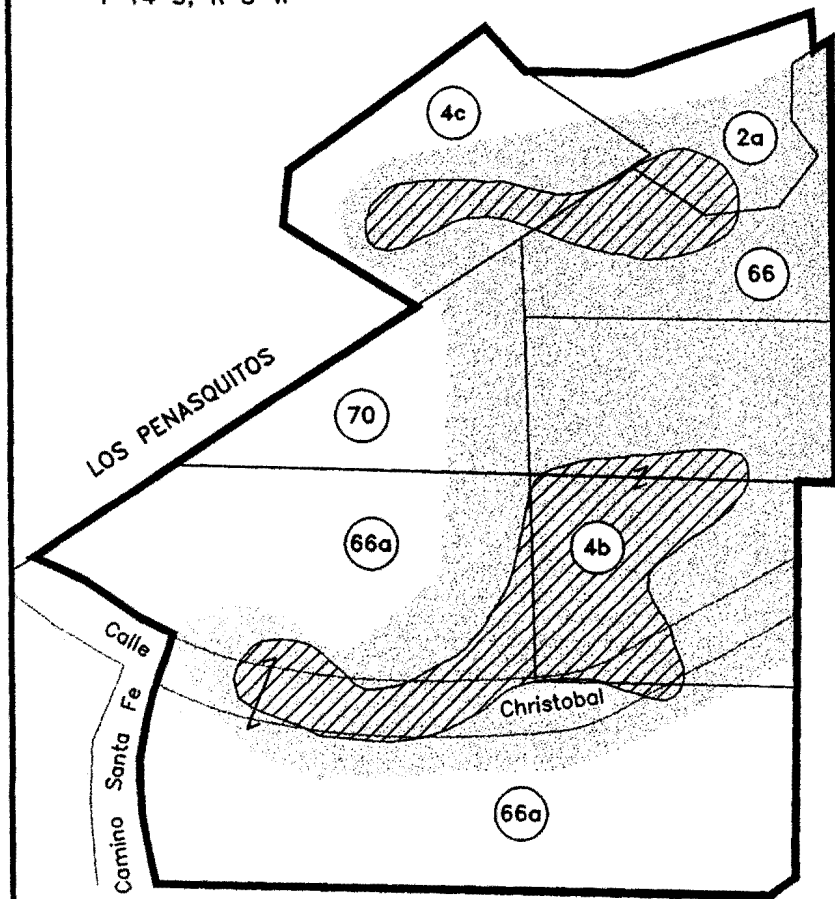 4c
2a
66
LOS PENASQUITOS
70
66a
4b
Calle
Christobal
Camino Santa Fe
66a